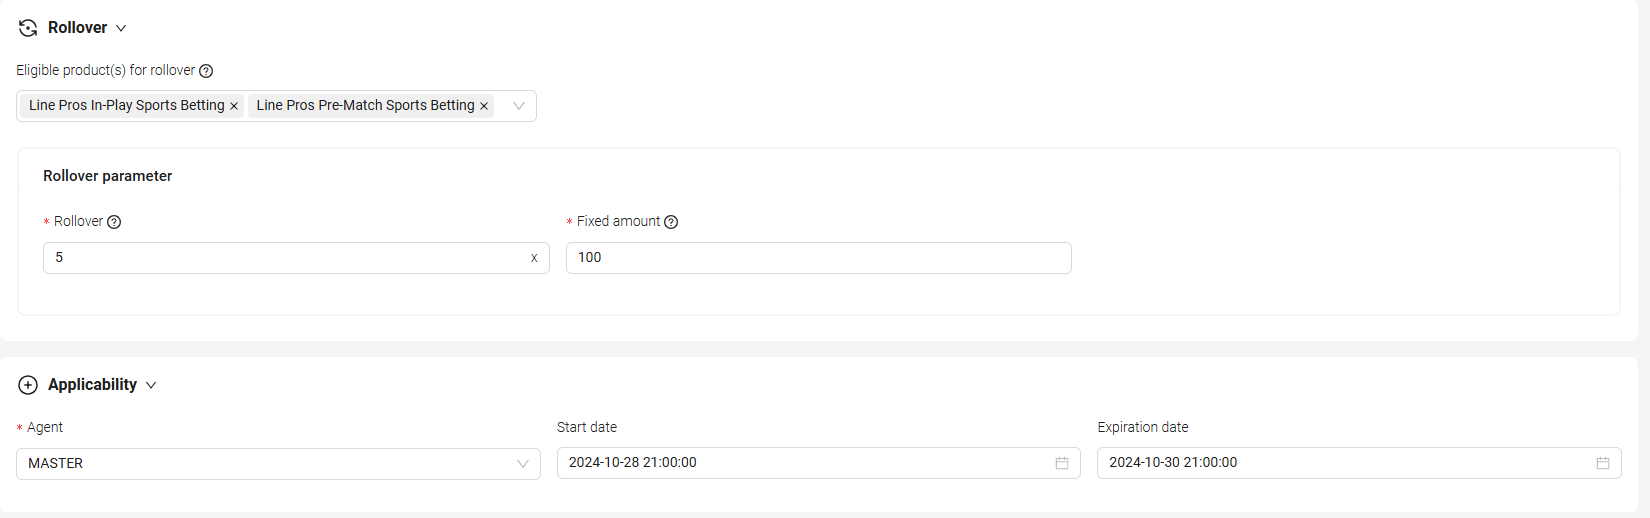 Rollover
Eligible product(s) for rollover ?
Line Pros In-Play Sports Betting × Line Pros Pre-Match Sports Betting ×
Rollover parameter
* Rollover ? * Fixed amount ?
5 x 100
Applicability
* Agent Start date Expiration date
MASTER 2024-10-28 21:00:00 2024-10-30 21:00:00